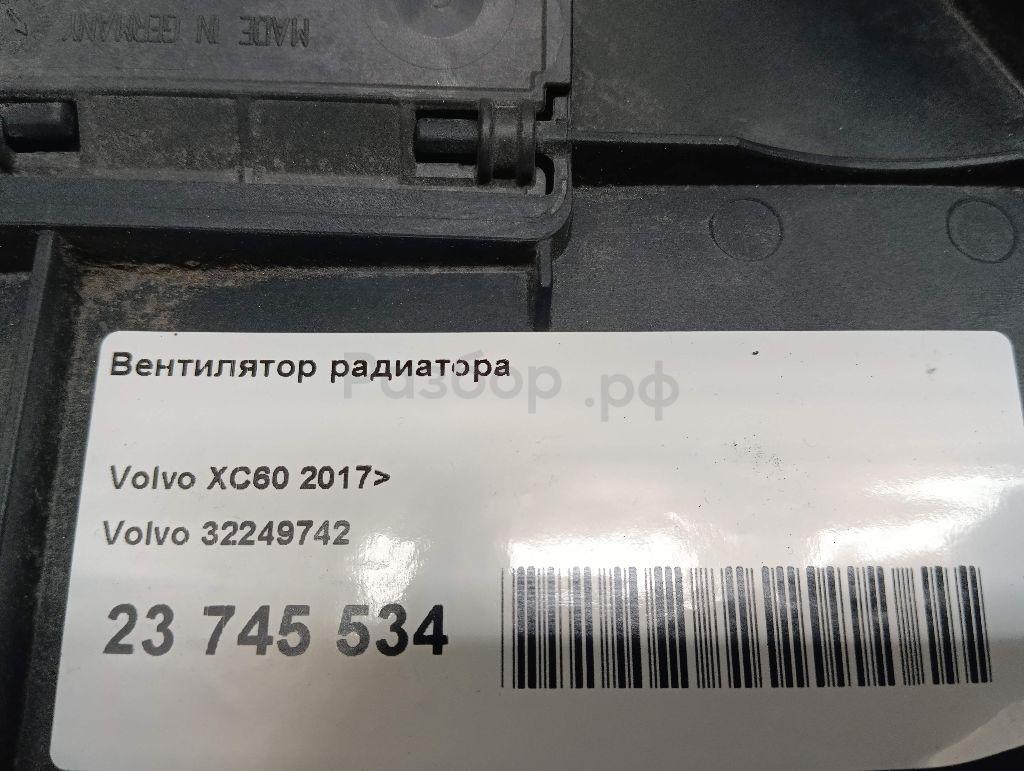 MADE IN GERMANY
Вентилятор радиатора
Разбор.рф
Volvo XC60 2017>
Volvo 32249742
23 745 534